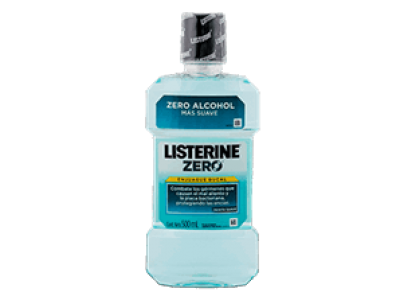 LISTERINE
ZERO ALCOHOL
MÁS SUAVE
LISTERINE
ZERO
ENJUAGUE BUCAL
Combate los gérmenes que
causan el mal aliento y
la placa bacteriana,
protegiendo las encías.
500 mL